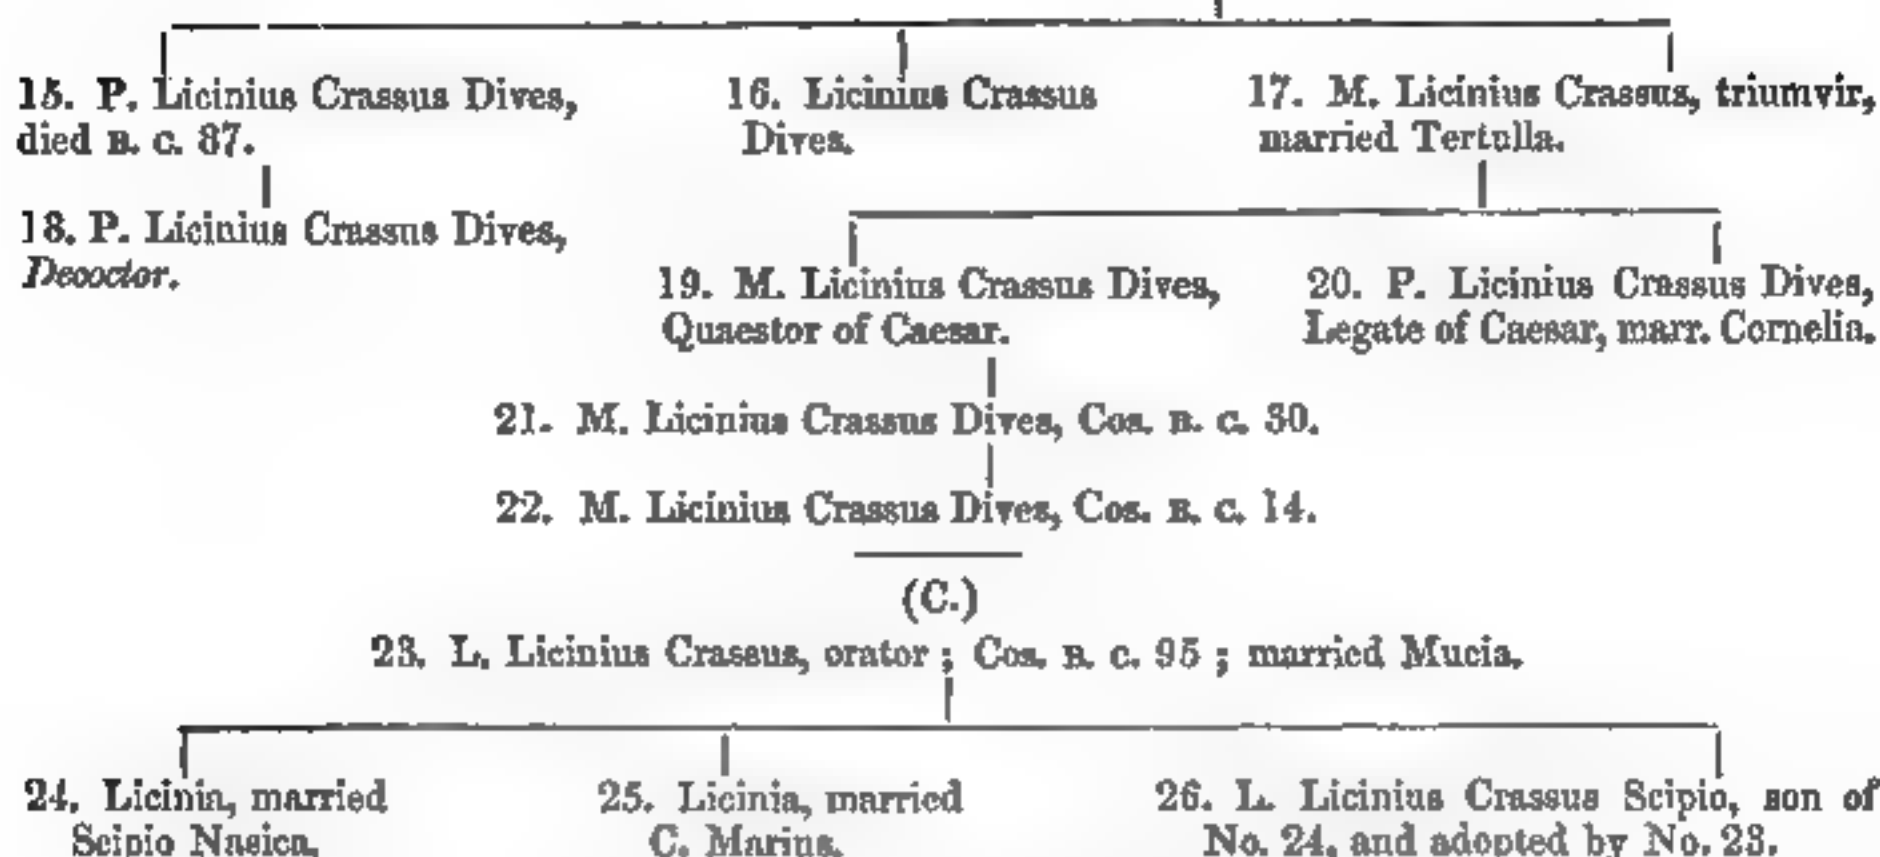 15. P. Licinius Crassus Dives,
died B. C. 87.
16. Licinius Crassus
Dives.
17. M. Licinius Crassus, triumvir,
married Tertulla.
18. P. Licinius Crassus Dives,
Decoctor.
19. M. Licinius Crassus Dives,
Quaestor of Caesar.
20. P. Licinius Crassus Dives,
Legate of Caesar, marr. Cornelia.
21. M. Licinius Crassus Dives, Cos. B. C. 30.
22. M. Licinius Crassus Dives, Cos. B. C. 14.
(C.)
23. L. Licinius Crassus, orator ; Cos. B. C. 95 ; married Mucia.
24. Licinia, married
Scipio Nasica.
25. Licinia, married
C. Marius.
26. L. Licinius Crassus Scipio, son of
No. 24, and adopted by No. 23.